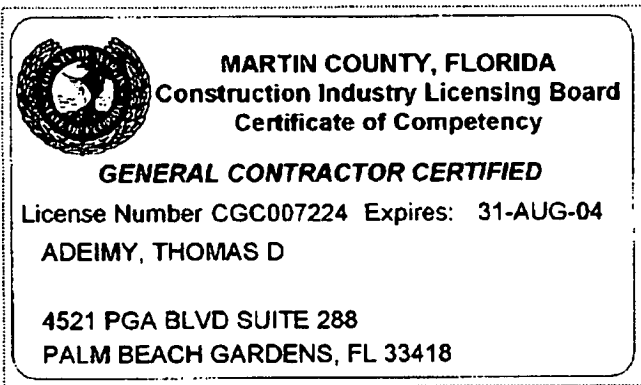 MARTIN COUNTY, FLORIDA
Construction Industry Licensing Board
Certificate of Competency
GENERAL CONTRACTOR CERTIFIED
License Number CGC007224 Expires: 31-AUG-04
ADEIMY, THOMAS D
4521 PGA BLVD SUITE 288
PALM BEACH GARDENS, FL 33418